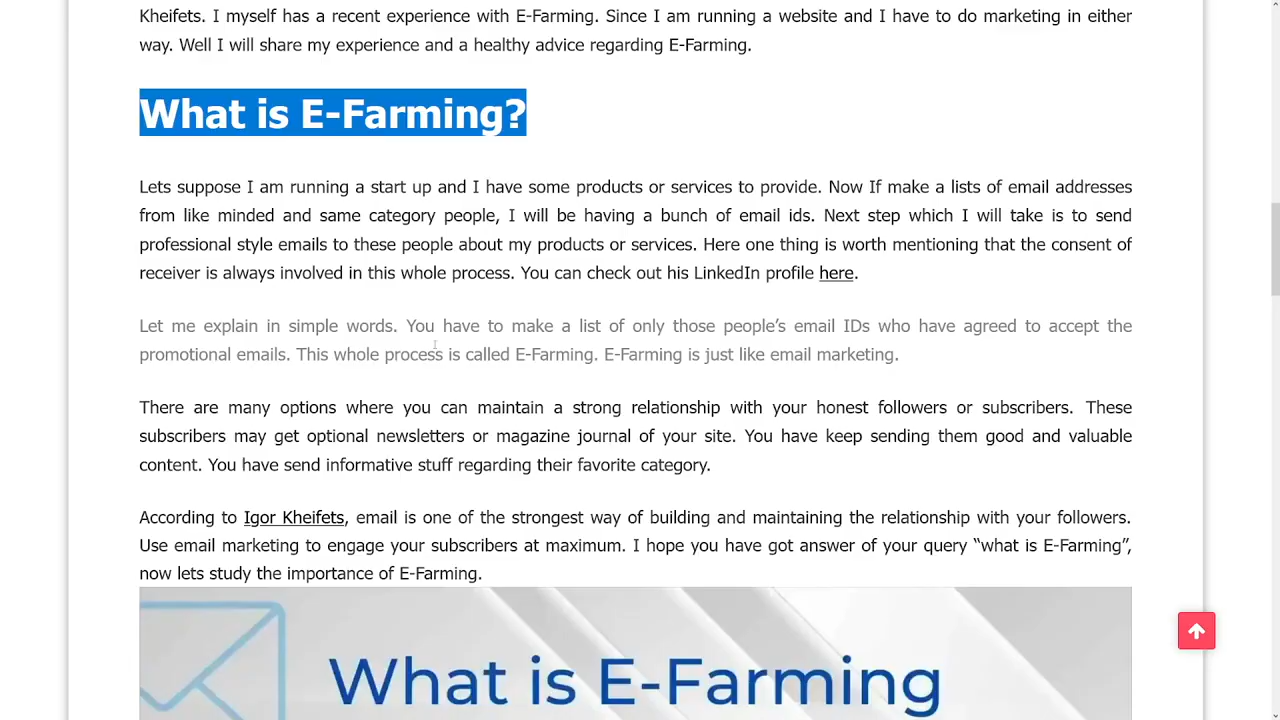 Kheifets. I myself has a recent experience with E-Farming. Since I am running a website and I have to do marketing in either
way. Well I will share my experience and a healthy advice regarding E-Farming.
What is E-Farming?
Lets suppose I am running a start up and I have some products or services to provide. Now If make a lists of email addresses
from like minded and same category people, I will be having a bunch of email ids. Next step which I will take is to send
professional style emails to these people about my products or services. Here one thing is worth mentioning that the consent of
receiver is always involved in this whole process. You can check out his LinkedIn profile here.
Let me explain in simple words. You have to make a list of only those people’s email IDs who have agreed to accept the
promotional emails. This whole process is called E-Farming. E-Farming is just like email marketing.
There are many options where you can maintain a strong relationship with your honest followers or subscribers. These
subscribers may get optional newsletters or magazine journal of your site. You have keep sending them good and valuable
content. You have send informative stuff regarding their favorite category.
According to Igor Kheifets, email is one of the strongest way of building and maintaining the relationship with your followers.
Use email marketing to engage your subscribers at maximum. I hope you have got answer of your query “what is E-Farming”,
now lets study the importance of E-Farming.
What is E-Farming